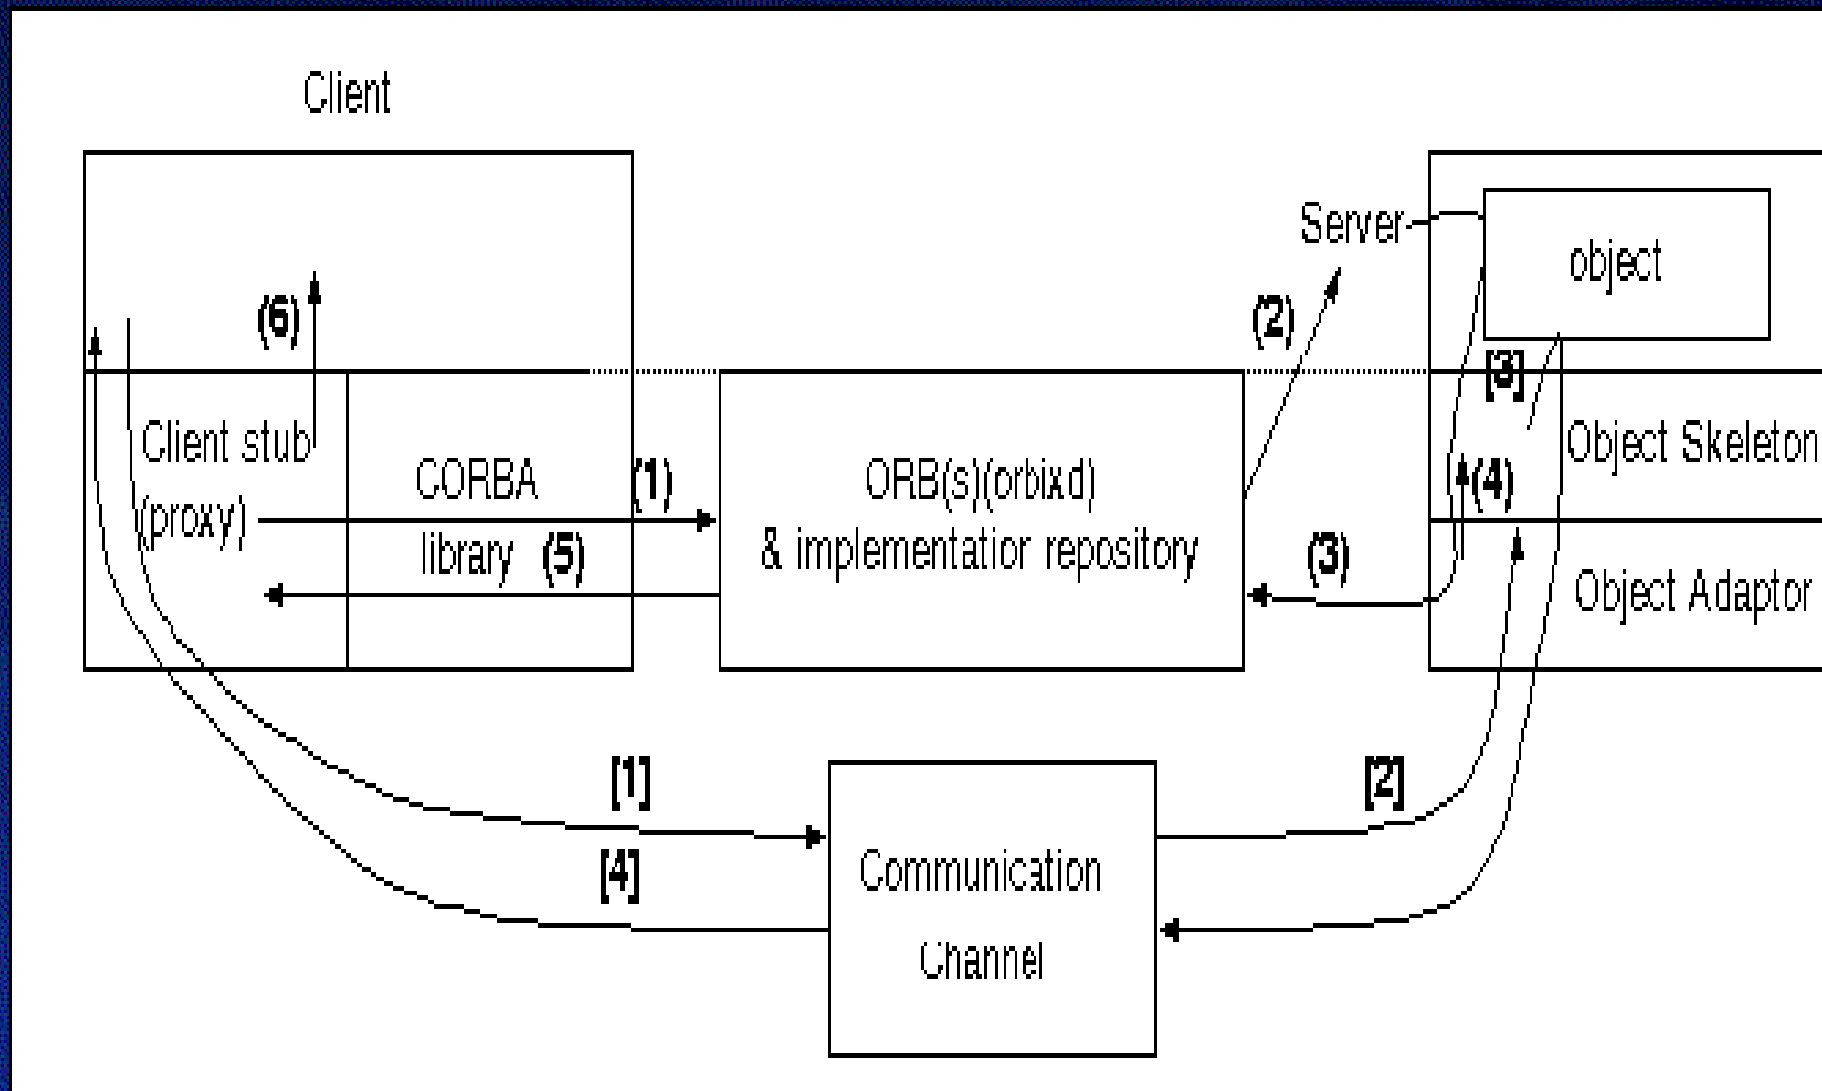 Client
Server
object
(6)
(2)
[3]
Client stub
(proxy)
CORBA
library
(1)
(5)
ORB(s)(orbixd)
& implementatior repository
(3)
(4)
Object Skeleton
Object Adaptor
[1]
[2]
[4]
Communication
Channel